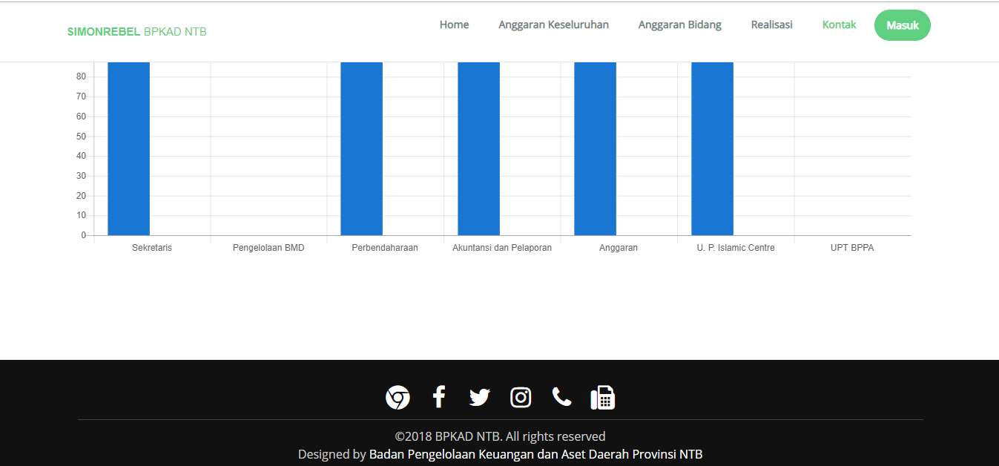 SIMONREBEL BPKAD NTB
Home Anggaran Keseluruhan Anggaran Bidang Realisasi Kontak Masuk
80
70
60
50
40
30
20
10
0
Sekretaris Pengelolaan BMD Perbendaharaan Akuntansi dan Pelaporan Anggaran U. P. Islamic Centre UPT BPPA
©2018 BPKAD NTB. All rights reserved
Designed by Badan Pengelolaan Keuangan dan Aset Daerah Provinsi NTB